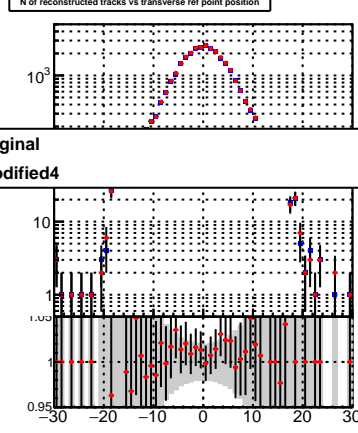 N of reconstructed tracks vs transverse ref point position
10³
ginal
odified4
10
1
1.05
1
0.95
−30 −20 −10 0 10 20 30